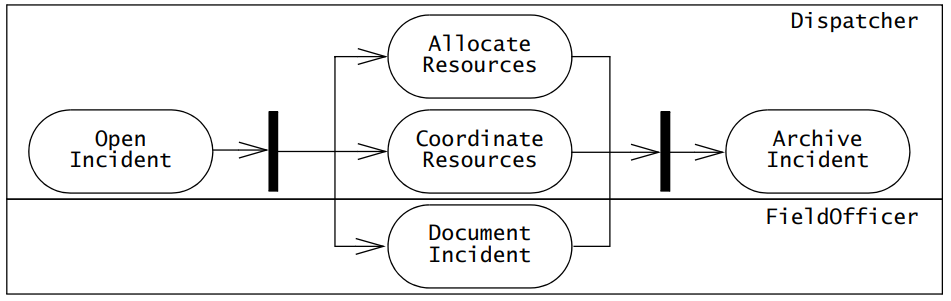 Dispatcher
Allocate
Resources
Open
Incident
Coordinate
Resources
Archive
Incident
FieldOfficer
Document
Incident